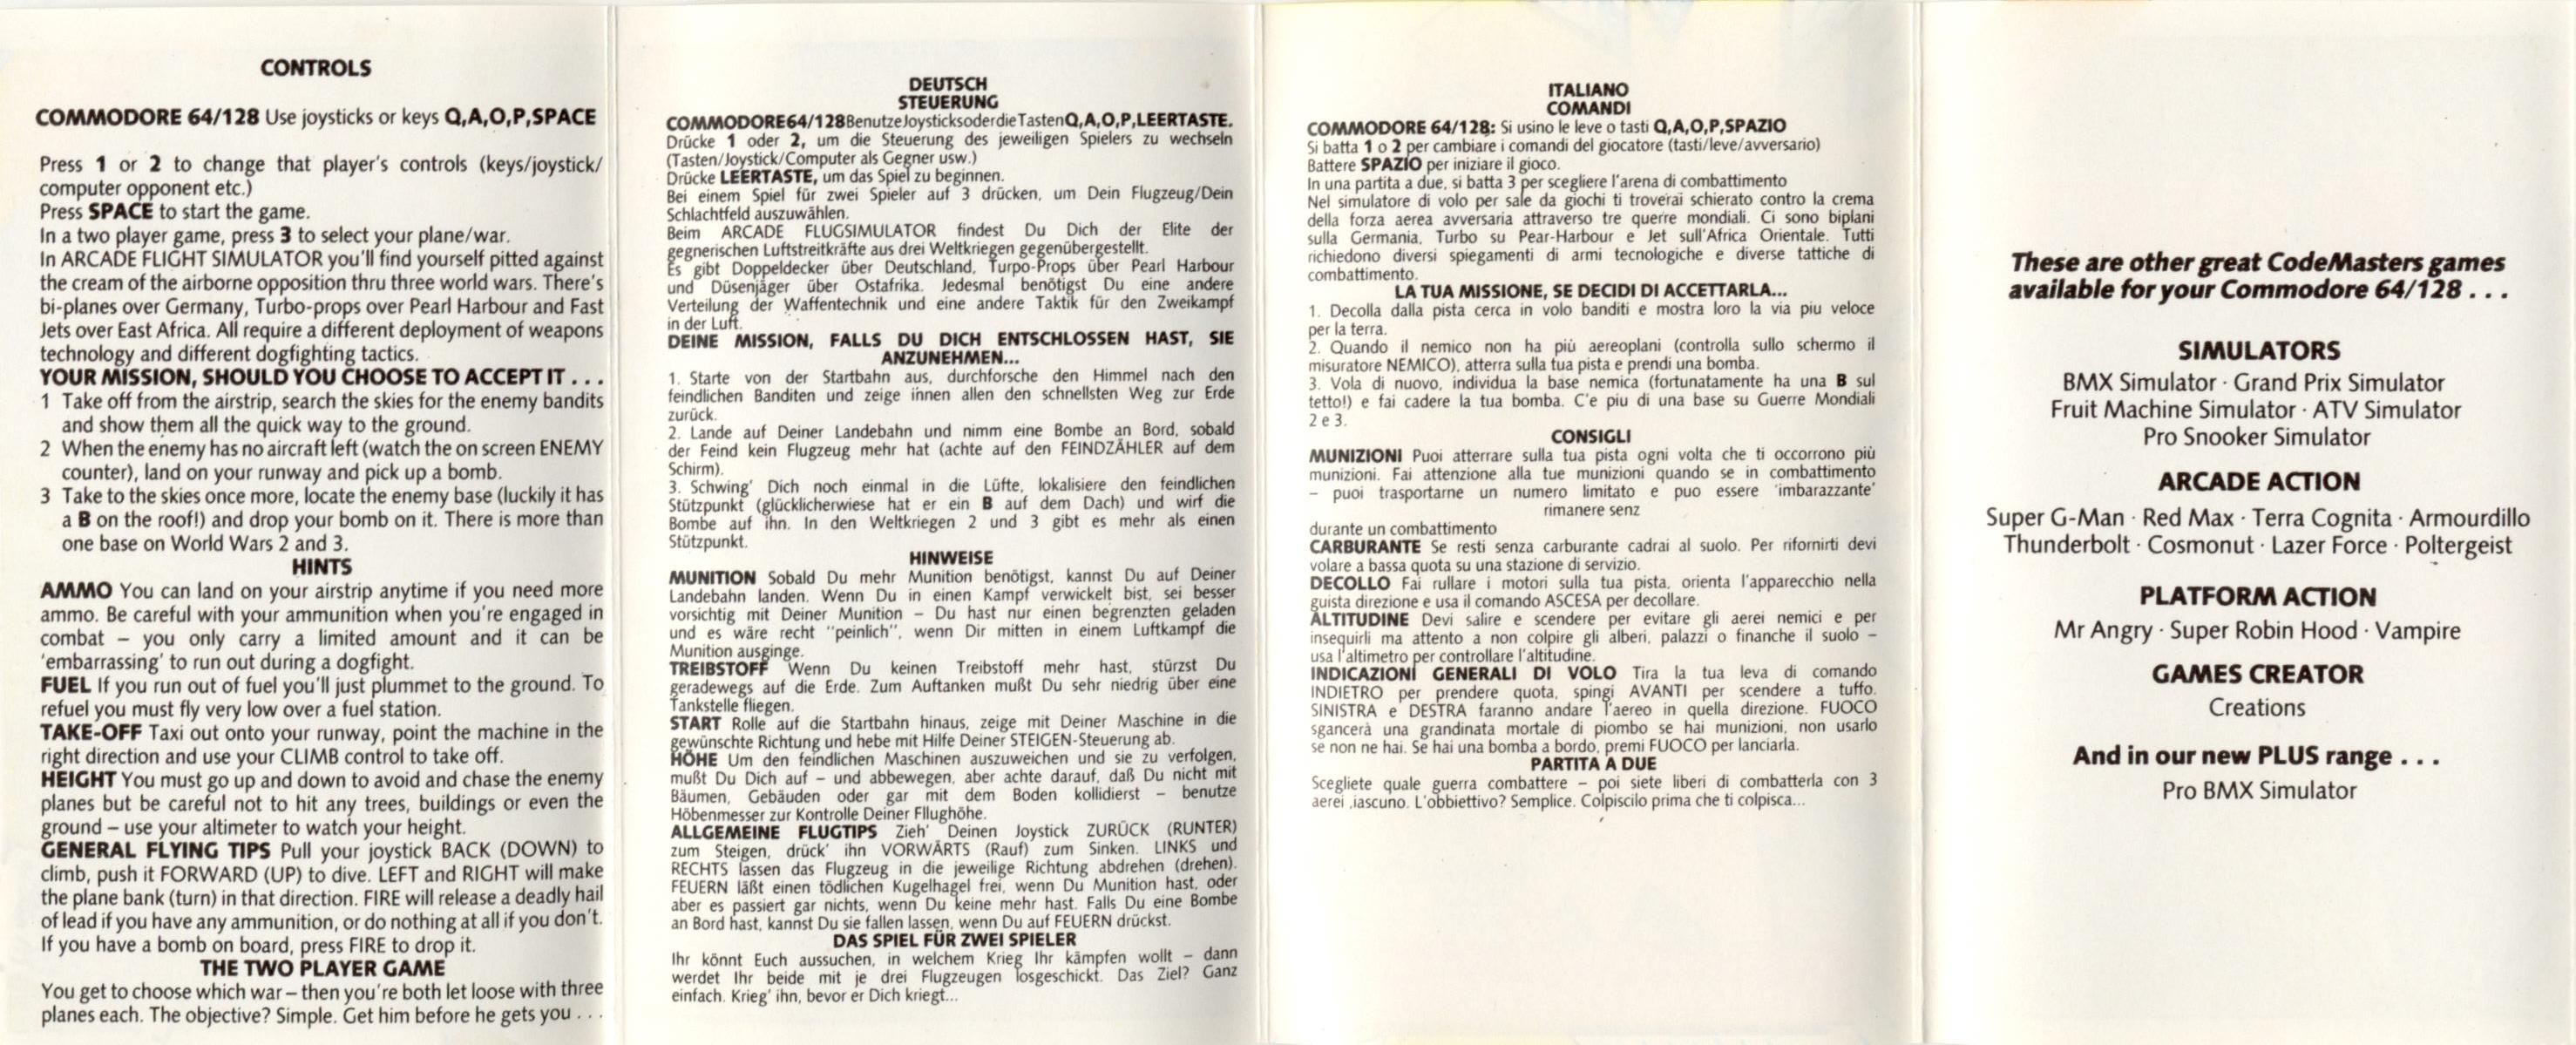 CONTROLS
COMMODORE 64/128 Use joysticks or keys Q,A,O,P,SPACE
Press 1 or 2 to change that player's controls (keys/joystick/
computer opponent etc.)
Press SPACE to start the game.
In a two player game, press 3 to select your plane/war.
In ARCADE FLIGHT SIMULATOR you'll find yourself pitted against
the cream of the airborne opposition thru three world wars. There's
bi-planes over Germany, Turbo-props over Pearl Harbour and Fast
Jets over East Africa. All require a different deployment of weapons
technology and different dogfighting tactics.
YOUR MISSION, SHOULD YOU CHOOSE TO ACCEPT IT . . .
1 Take off from the airstrip, search the skies for the enemy bandits
and show them all the quick way to the ground.
2 When the enemy has no aircraft left (watch the on screen ENEMY
counter), land on your runway and pick up a bomb.
3 Take to the skies once more, locate the enemy base (luckily it has
a B on the roof!) and drop your bomb on it. There is more than
one base on World Wars 2 and 3.
HINTS
AMMO You can land on your airstrip anytime if you need more
ammo. Be careful with your ammunition when you're engaged in
combat – you only carry a limited amount and it can be
'embarrassing' to run out during a dogfight.
FUEL If you run out of fuel you'll just plummet to the ground. To
refuel you must fly very low over a fuel station.
TAKE-OFF Taxi out onto your runway, point the machine in the
right direction and use your CLIMB control to take off.
HEIGHT You must go up and down to avoid and chase the enemy
planes but be careful not to hit any trees, buildings or even the
ground – use your altimeter to watch your height.
GENERAL FLYING TIPS Pull your joystick BACK (DOWN) to
climb, push it FORWARD (UP) to dive. LEFT and RIGHT will make
the plane bank (turn) in that direction. FIRE will release a deadly hail
of lead if you have any ammunition, or do nothing at all if you don't.
If you have a bomb on board, press FIRE to drop it.
THE TWO PLAYER GAME
You get to choose which war – then you're both let loose with three
planes each. The objective? Simple. Get him before he gets you . . .
DEUTSCH
STEUERUNG
COMMODORE64/128BenutzeJoysticksoderdieTastenQ,A,O,P,LEERTASTE.
Drücke 1 oder 2, um die Steuerung des jeweiligen Spielers zu wechseln
(Tasten/Joystick/Computer als Gegner usw.)
Drücke LEERTASTE, um das Spiel zu beginnen.
Bei einem Spiel für zwei Spieler auf 3 drücken, um Dein Flugzeug/Dein
Schlachtfeld auszuwählen.
Beim ARCADE FLUGSIMULATOR findest Du Dich der Elite der
gegnerischen Luftstreitkräfte aus drei Weltkriegen gegenübergestellt.
Es gibt Doppeldecker über Deutschland, Turpo-Props über Pearl Harbour
und Düsenjäger über Ostafrika. Jedesmal benötigst Du eine andere
Verteilung der Waffentechnik und eine andere Taktik für den Zweikampf
in der Luft.
DEINE MISSION, FALLS DU DICH ENTSCHLOSSEN HAST, SIE
ANZUNEHMEN...
1. Starte von der Startbahn aus, durchforsche den Himmel nach den
feindlichen Banditen und zeige ihnen allen den schnellsten Weg zur Erde
zurück.
2. Lande auf Deiner Landebahn und nimm eine Bombe an Bord, sobald
der Feind kein Flugzeug mehr hat (achte auf den FEINDZÄHLER auf dem
Schirm).
3. Schwing' Dich noch einmal in die Lüfte, lokalisiere den feindlichen
Stützpunkt (glücklicherwiese hat er ein B auf dem Dach) und wirf die
Bombe auf ihn. In den Weltkriegen 2 und 3 gibt es mehr als einen
Stützpunkt.
HINWEISE
MUNITION Sobald Du mehr Munition benötigst, kannst Du auf Deiner
Landebahn landen. Wenn Du in einen Kampf verwickelt bist, sei besser
vorsichtig mit Deiner Munition – Du hast nur einen begrenzten geladen
und es wäre recht "peinlich", wenn Dir mitten in einem Luftkampf die
Munition ausginge.
TREIBSTOFF Wenn Du keinen Treibstoff mehr hast, stürzst Du
geradewegs auf die Erde. Zum Auftanken mußt Du sehr niedrig über eine
Tankstelle fliegen.
START Rolle auf die Startbahn hinaus, zeige mit Deiner Maschine in die
gewünschte Richtung und hebe mit Hilfe Deiner STEIGEN-Steuerung ab.
HÖHE Um den feindlichen Maschinen auszuweichen und sie zu verfolgen,
mußt Du Dich auf – und abbewegen, aber achte darauf, daß Du nicht mit
Bäumen, Gebäuden oder gar mit dem Boden kollidierst – benutze
Höbenmesser zur Kontrolle Deiner Fllughöhe.
ALLGEMEINE FLUGTIPS Zieh' Deinen Joystick ZURÜCK (RUNTER)
zum Steigen, drück' ihn VORWÄRTS (Rauf) zum Sinken. LINKS und
RECHTS lassen das Flugzeug in die jeweilige Richtung abdrehen (drehen).
FEUERN läßt einen tödlichen Kugelhagel frei, wenn Du Munition hast, oder
aber es passiert gar nichts, wenn Du keine mehr hast. Falls Du eine Bombe
an Bord hast, kannst Du sie fallen lassen, wenn Du auf FEUERN drückst.
DAS SPIEL FÜR ZWEI SPIELER
Ihr könnt Euch aussuchen, in welchem Krieg Ihr kämpfen wollt – dann
werdet Ihr beide mit je drei Flugzeugen losgeschickt. Das Ziel? Ganz
einfach. Krieg' ihn, bevor er Dich kriegt...
ITALIANO
COMANDI
COMMODORE 64/128: Si usino le leve o tasti Q,A,O,P,SPAZIO
Si batta 1 o 2 per cambiare i comandi del giocatore (tasti/leve/avversario)
Battere SPAZIO per iniziare il gioco.
In una partita a due, si batta 3 per scegliere l'arena di combattimento
Nel simulatore di volo per sale da giochi ti troverai schierato contro la crema
della forza aerea avversaria attraverso tre querre mondiali. Ci sono biplani
sulla Germania, Turbo su Pear-Harbour e Jet sull'Africa Orientale. Tutti
richiedono diversi spiegamenti di armi tecnologiche e diverse tattiche di
combattimento.
LA TUA MISSIONE, SE DECIDI DI ACCETTARLA...
1. Decolla dalla pista cerca in volo banditi e mostra loro la via piu veloce
per la terra.
2. Quando il nemico non ha più aereoplani (controlla sullo schermo il
misuratore NEMICO), atterra sulla tua pista e prendi una bomba.
3. Vola di nuovo, individua la base nemica (fortunatamente ha una B sul
tetto!) e fai cadere la tua bomba. C'e piu di una base su Guerre Mondiali
2 e 3.
CONSIGLI
MUNIZIONI Puoi atterrare sulla tua pista ogni volta che ti occorrono più
munizioni. Fai attenzione alla tue munizioni quando se in combattimento
– puoi trasportarne un numero limitato e puo essere 'imbarazzante'
rimanere senz
durante un combattimento
CARBURANTE Se resti senza carburante cadrai al suolo. Per rifornirti devi
volare a bassa quota su una stazione di servizio.
DECOLLO Fai rullare i motori sulla tua pista, orienta l'apparecchio nella
guista direzione e usa il comando ASCESA per decollare.
ALTITUDINE Devi salire e scendere per evitare gli aerei nemici e per
inseguirli ma attento a non colpire gli alberi, palazzi o finanche il suolo –
usa l'altimetro per controllare l'altitudine.
INDICAZIONI GENERALI DI VOLO Tira la tua leva di comando
INDIETRO per prendere quota, spingi AVANTI per scendere a tuffo.
SINISTRA e DESTRA faranno andare l'aereo in quella direzione. FUOCO
sgancerà una grandinata mortale di piombo se hai munizioni, non usarlo
se non ne hai. Se hai una bomba a bordo, premi FUOCO per lanciarla.
PARTITA A DUE
Scegliete quale guerra combattere – poi siete liberi di combatterla con 3
aerei ,iascuno. L'obbiettivo? Semplice. Colpiscilo prima che ti colpisca...
These are other great CodeMasters games
available for your Commodore 64/128 . . .
SIMULATORS
BMX Simulator · Grand Prix Simulator
Fruit Machine Simulator · ATV Simulator
Pro Snooker Simulator
ARCADE ACTION
Super G-Man · Red Max · Terra Cognita · Armourdillo
Thunderbolt · Cosmonut · Lazer Force · Poltergeist
PLATFORM ACTION
Mr Angry · Super Robin Hood · Vampire
GAMES CREATOR
Creations
And in our new PLUS range . . .
Pro BMX Simulator